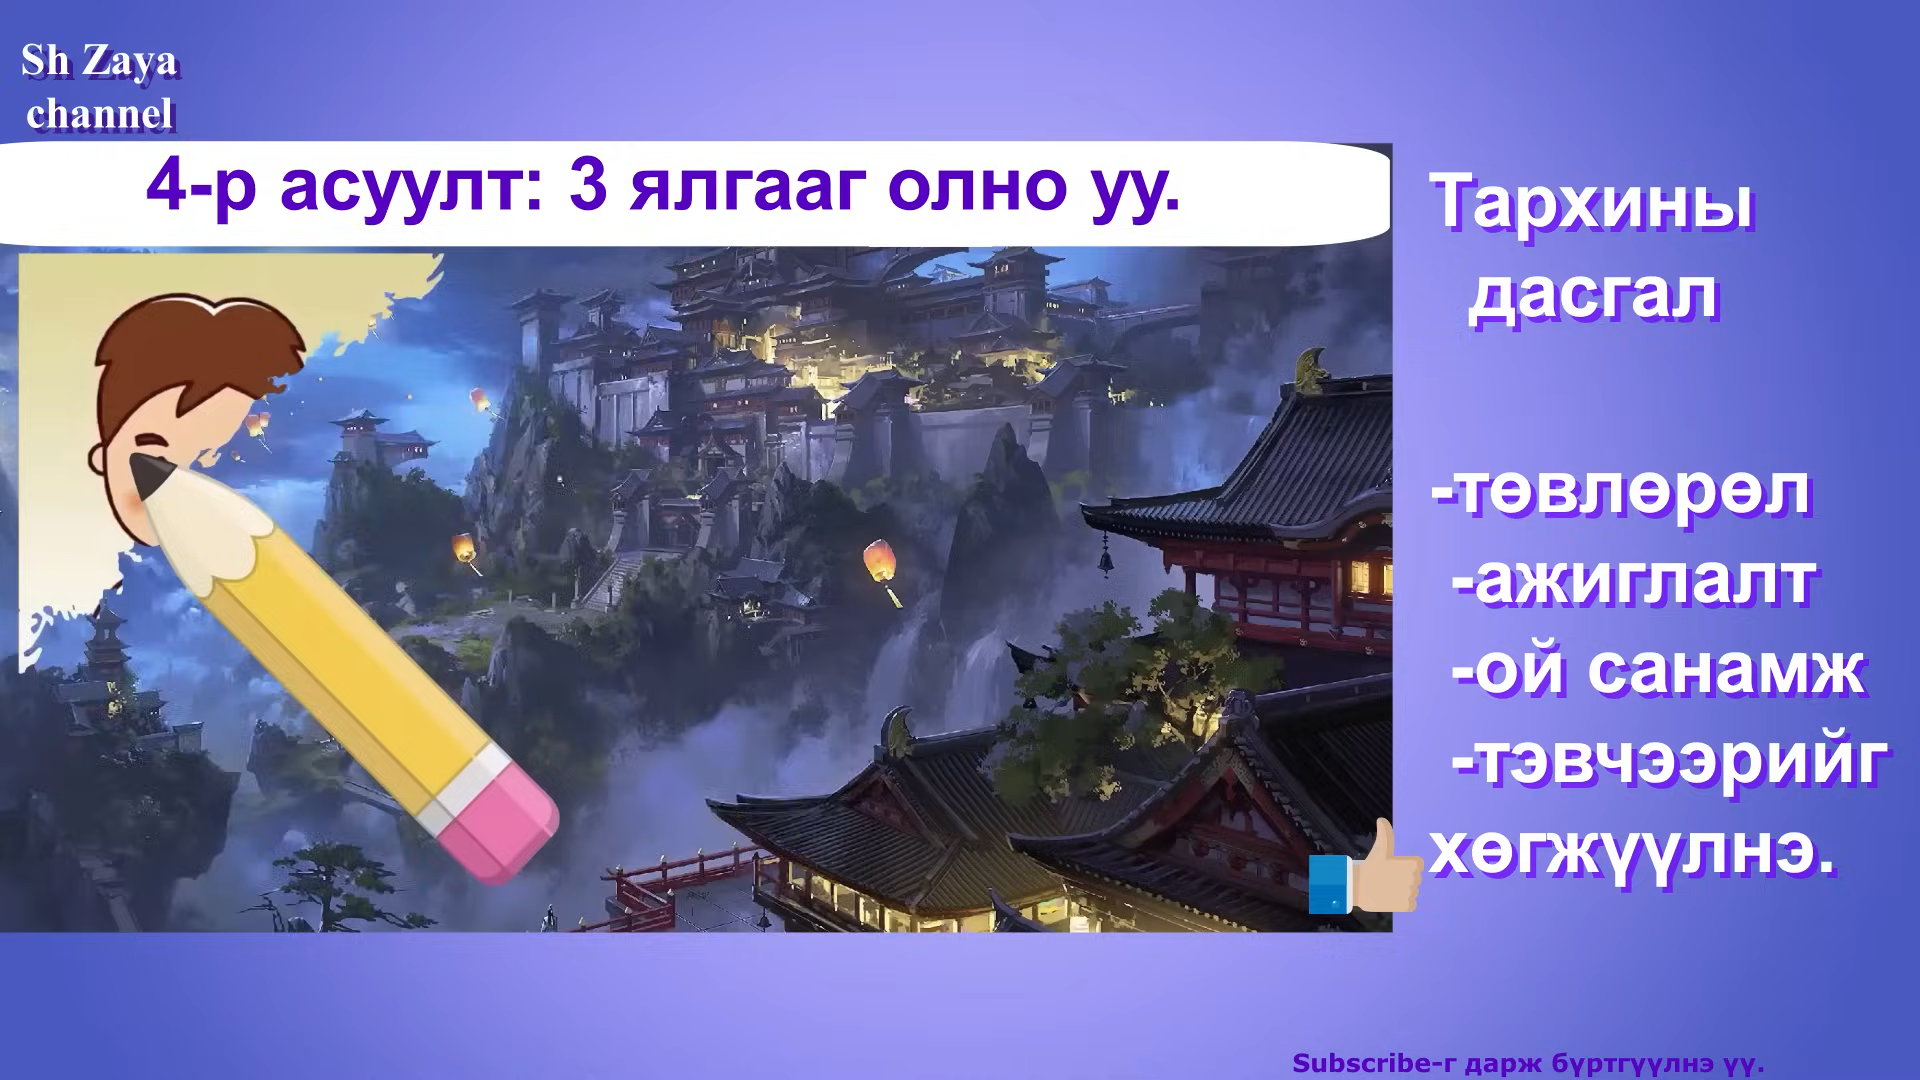 Sh Zaya
channel
4-р асуулт: 3 ялгааг олно уу.
Тархины
дасгал
-төвлөрөл
-ажиглалт
-ой санамж
-тэвчээрийг
хөгжүүлнэ.
Subscribe-г дарж бүртгүүлнэ үү.